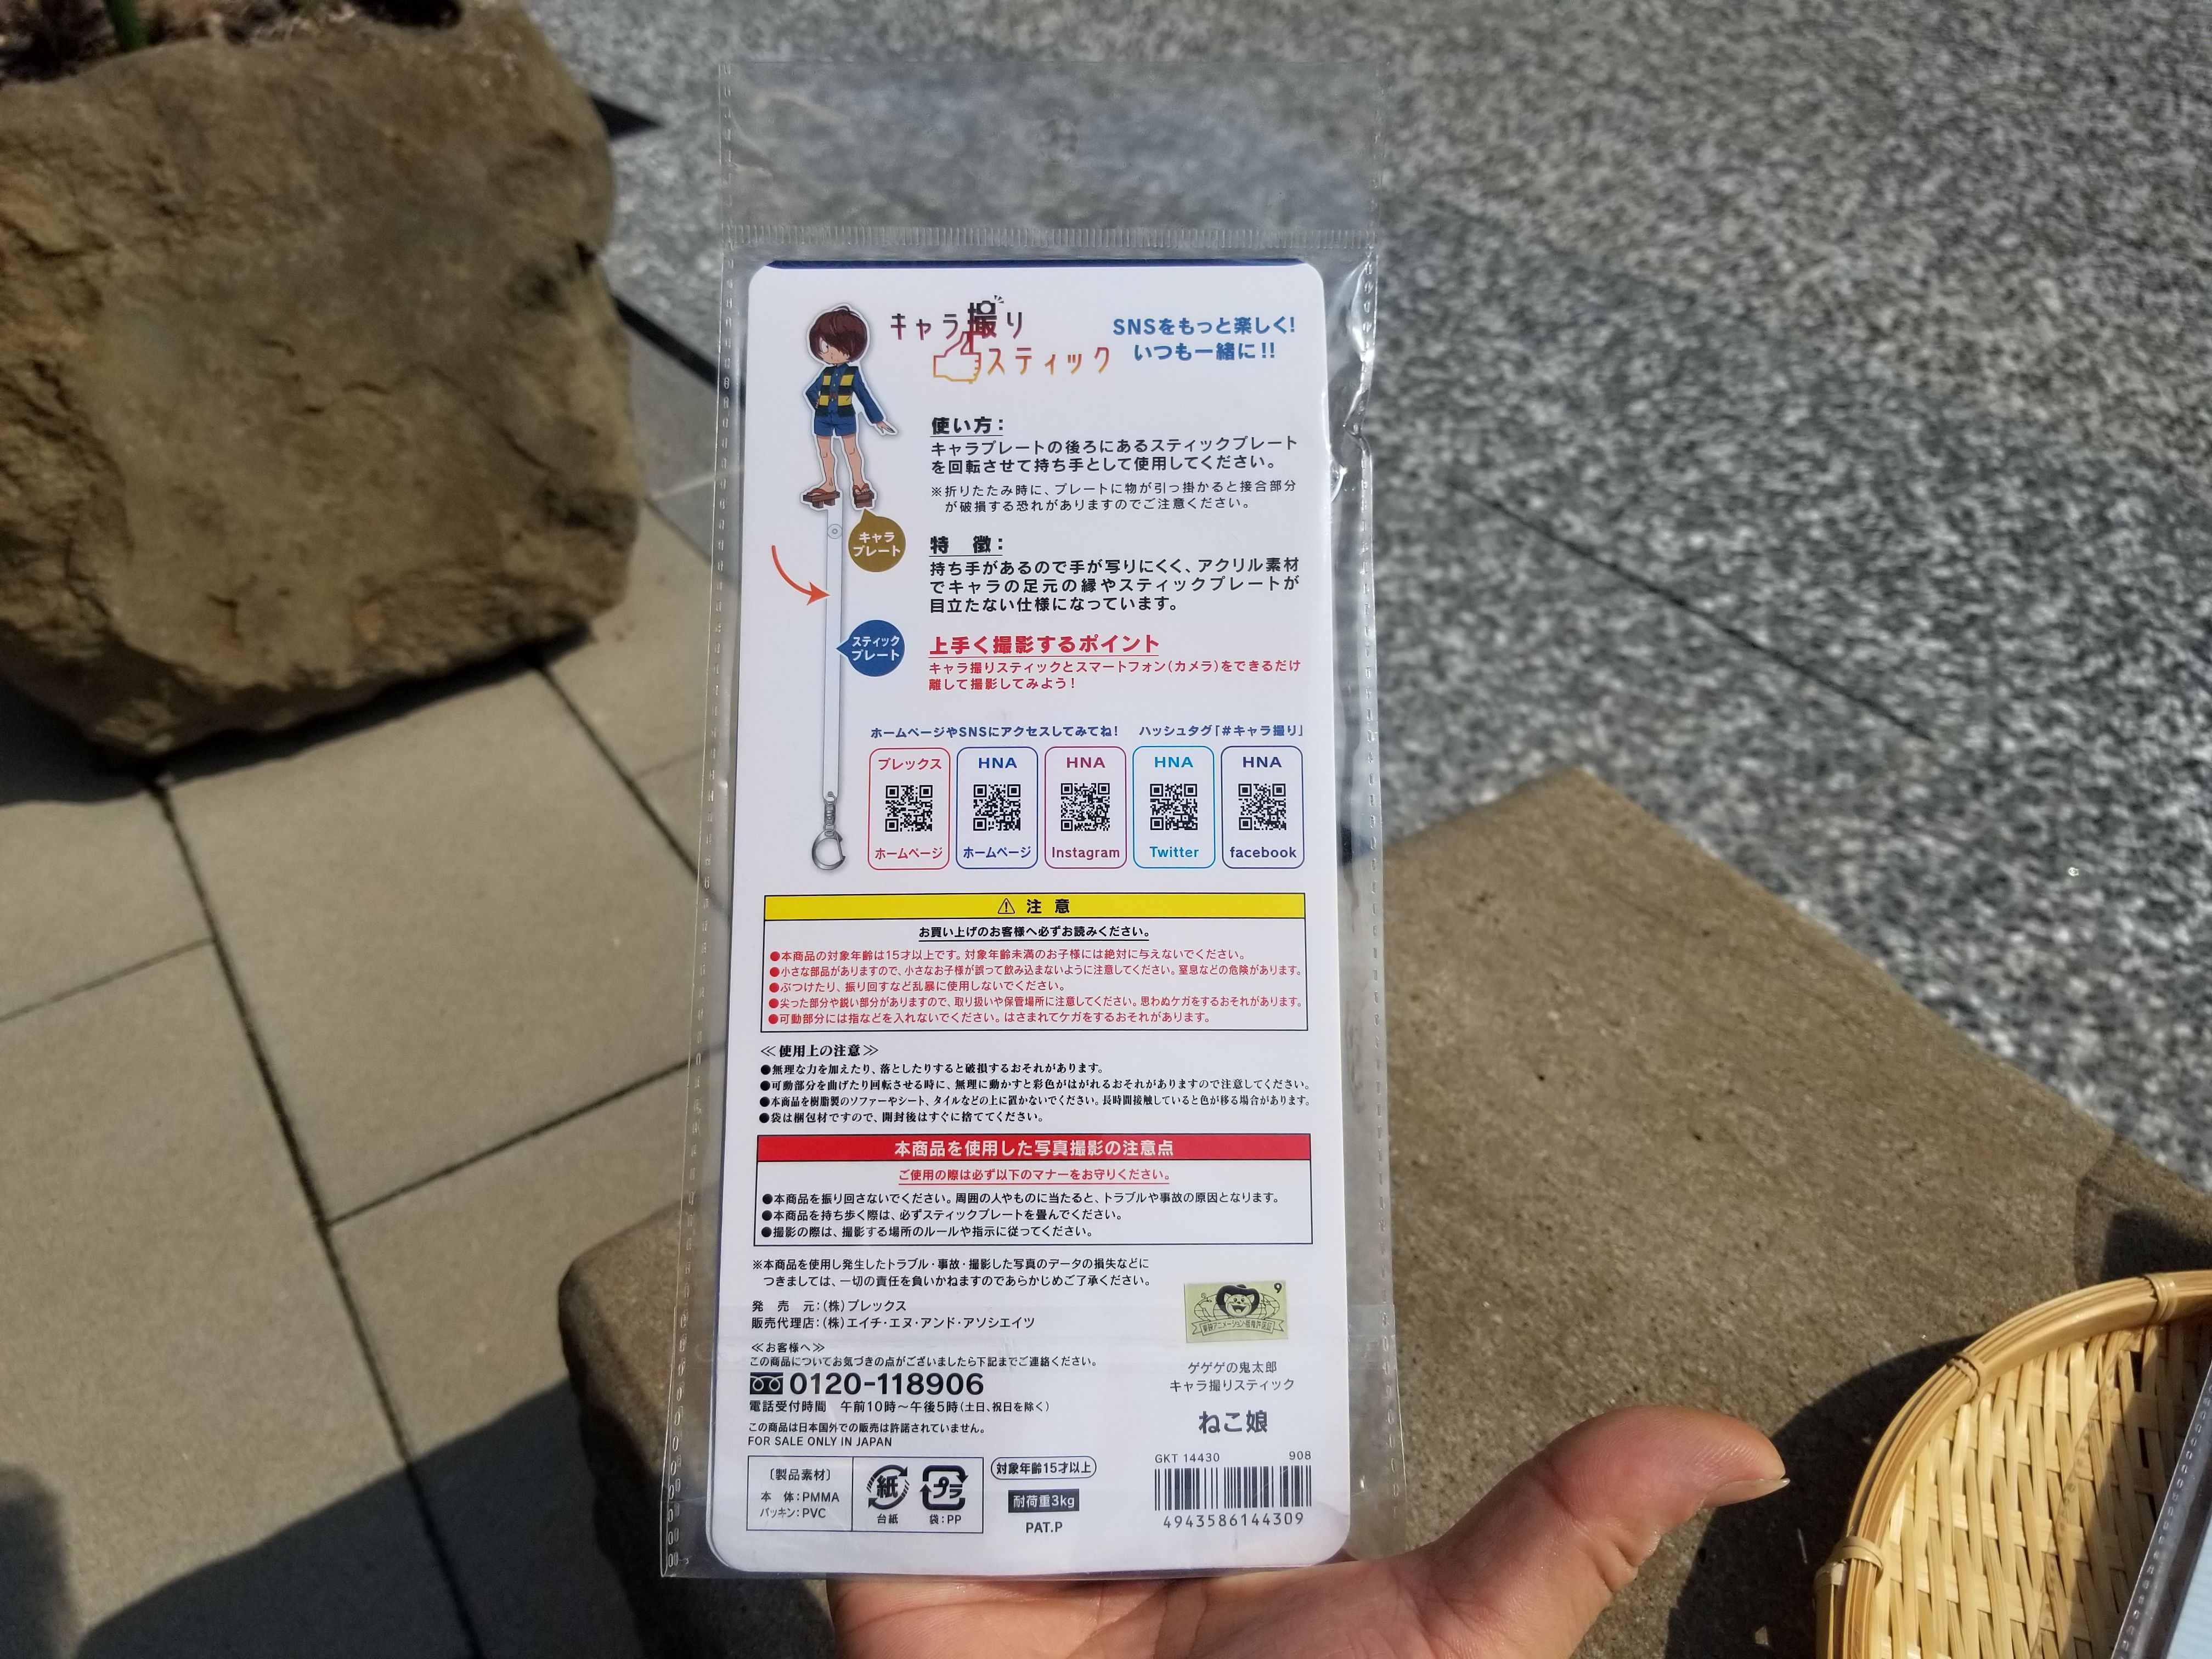 キャラ撮り
スティック
SNSをもっと楽しく!
いつも一緒に!!
使い方：
キャラプレートの後ろにあるスティックプレート
を回転させて持ち手として使用してください。
※折りたたみ時に、プレートに物が引っ掛かると接合部分
が破損する恐れがありますのでご注意ください。
キャラ
プレート
特　徴：
持ち手があるので手が写りにくく、アクリル素材
でキャラの足元の縁やスティックプレートが
目立たない仕様になっています。
スティック
プレート
上手く撮影するポイント
キャラ撮りスティックとスマートフォン(カメラ)をできるだけ
離して撮影してみよう!
ホームページやSNSにアクセスしてみてね!　ハッシュタグ「#キャラ撮り」
プレックス
ホームページ
HNA
ホームページ
HNA
Instagram
HNA
Twitter
HNA
facebook
⚠ 注 意
お買い上げのお客様へ必ずお読みください。
●本商品の対象年齢は15才以上です。対象年齢未満のお子様には絶対に与えないでください。
●小さな部品がありますので、小さなお子様が誤って飲み込まないように注意してください。窒息などの危険があります。
●ぶつけたり、振り回すなど乱暴に使用しないでください。
●尖った部分や鋭い部分がありますので、取り扱いや保管場所に注意してください。思わぬケガをするおそれがあります。
●可動部分には指などを入れないでください。はさまれてケガをするおそれがあります。
≪使用上の注意≫
●無理な力を加えたり、落としたりすると破損するおそれがあります。
●可動部分を曲げたり回転させる時に、無理に動かすと彩色がはがれるおそれがありますので注意してください。
●本商品を樹脂製のソファーやシート、タイルなどの上に置かないでください。長時間接触していると色が移る場合があります。
●袋は梱包材ですので、開封後はすぐに捨ててください。
本商品を使用した写真撮影の注意点
ご使用の際は必ず以下のマナーをお守りください。
●本商品を振り回さないでください。周囲の人やものに当たると、トラブルや事故の原因となります。
●本商品を持ち歩く際は、必ずスティックプレートを畳んでください。
●撮影の際は、撮影する場所のルールや指示に従ってください。
※本商品を使用し発生したトラブル・事故・撮影した写真のデータの損失などに
つきましては、一切の責任を負いかねますのであらかじめご了承ください。
発　売　元：(株)プレックス
販売代理店：(株)エイチ・エヌ・アンド・アソシエイツ
≪お客様へ≫
この商品についてお気づきの点がございましたら下記までご連絡ください。
0120-118906
電話受付時間　午前10時～午後5時(土日、祝日を除く)
この商品は日本国外での販売は許諾されていません。
FOR SALE ONLY IN JAPAN
9
ゲゲゲの鬼太郎
キャラ撮りスティック
ねこ娘
GKT 14430
908
4943586144309
〔製品素材〕
本　体：PMMA
パッキン：PVC
紙
台紙
プラ
袋：PP
対象年齢15才以上
耐荷重3kg
PAT.P